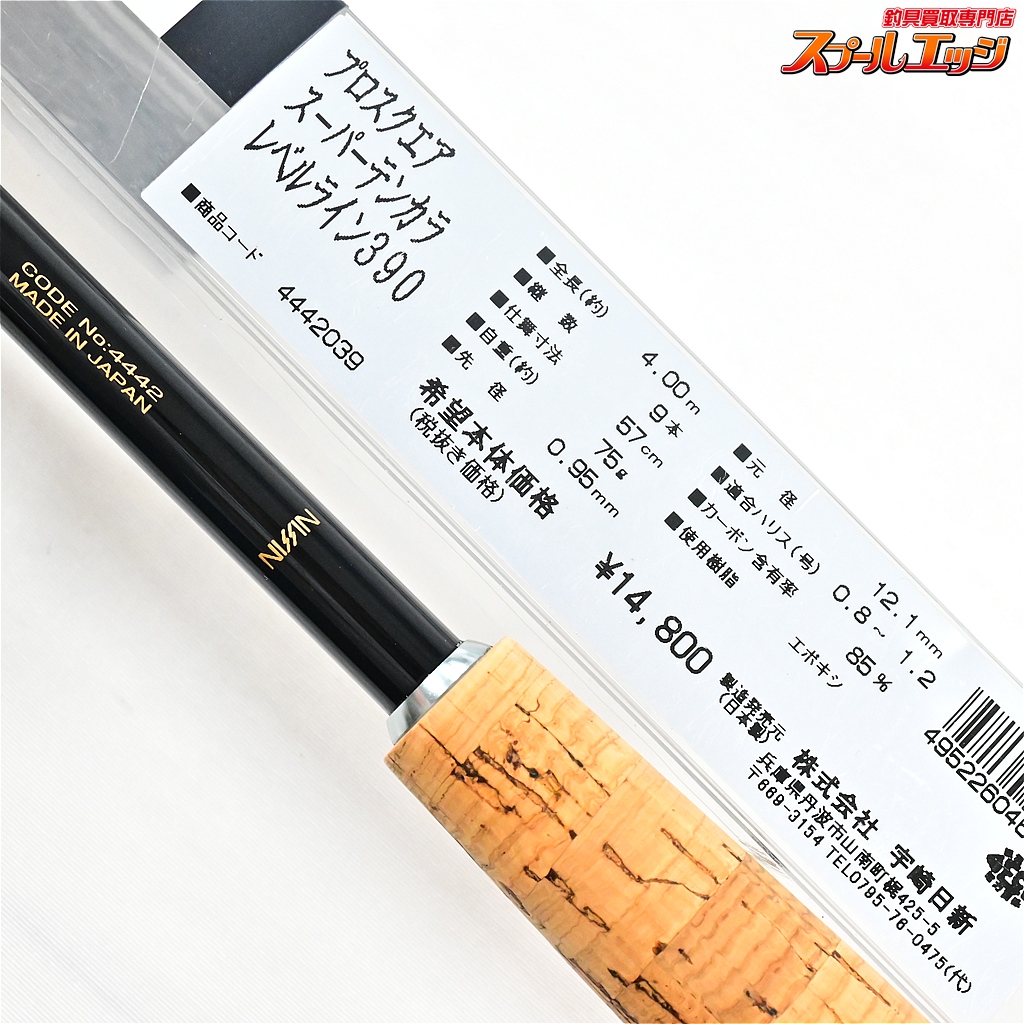 釣具買取専門店
スプールエッジ
プロスクエア
スーパーテンカラ
レベルライン390
■商品コード
4442039
■全長(約) 4.00m
■継 数 9本
■仕舞寸法 57cm
■自重(約) 75g
■先 径 0.95mm
■元 径 12.1mm
■適合ハリス(号) 0.8~1.2
■カーボン含有率 85%
■使用樹脂 エポキシ
希望本体価格
(税抜き価格)
¥14,800
製造発売元
(日本製)
株式会社 宇崎日新
兵庫県丹波市山南町梶425-5
〒669-3154 TEL0795-76-0475(代)
CODE No:4442
MADE IN JAPAN
NISSIN